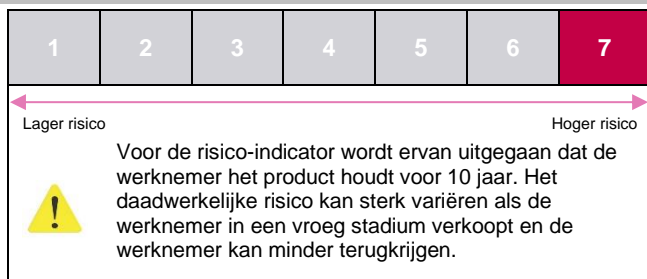 1 2 3 4 5 6 7
Lager risico Hoger risico
Voor de risico-indicator wordt ervan uitgegaan dat de
werknemer het product houdt voor 10 jaar. Het
daadwerkelijke risico kan sterk variëren als de
werknemer in een vroeg stadium verkoopt en de
werknemer kan minder terugkrijgen.